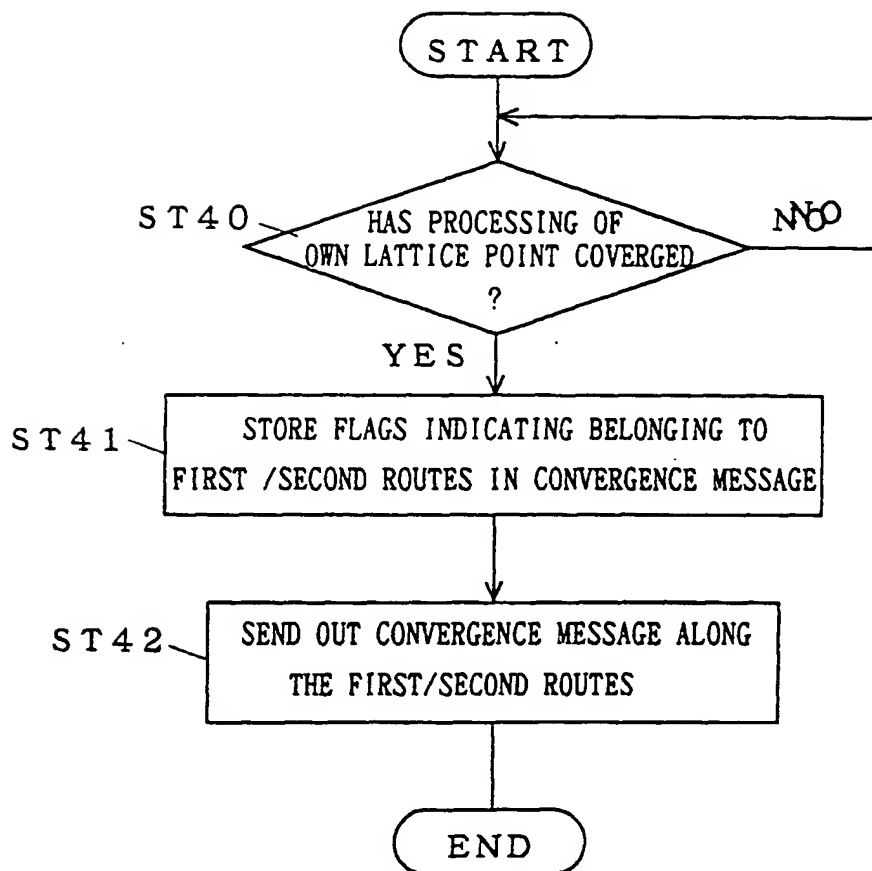 START
ST40
HAS PROCESSING OF
OWN LATTICE POINT COVERGED
?
NO
YES
ST41
STORE FLAGS INDICATING BELONGING TO
FIRST /SECOND ROUTES IN CONVERGENCE MESSAGE
ST42
SEND OUT CONVERGENCE MESSAGE ALONG
THE FIRST/SECOND ROUTES
END